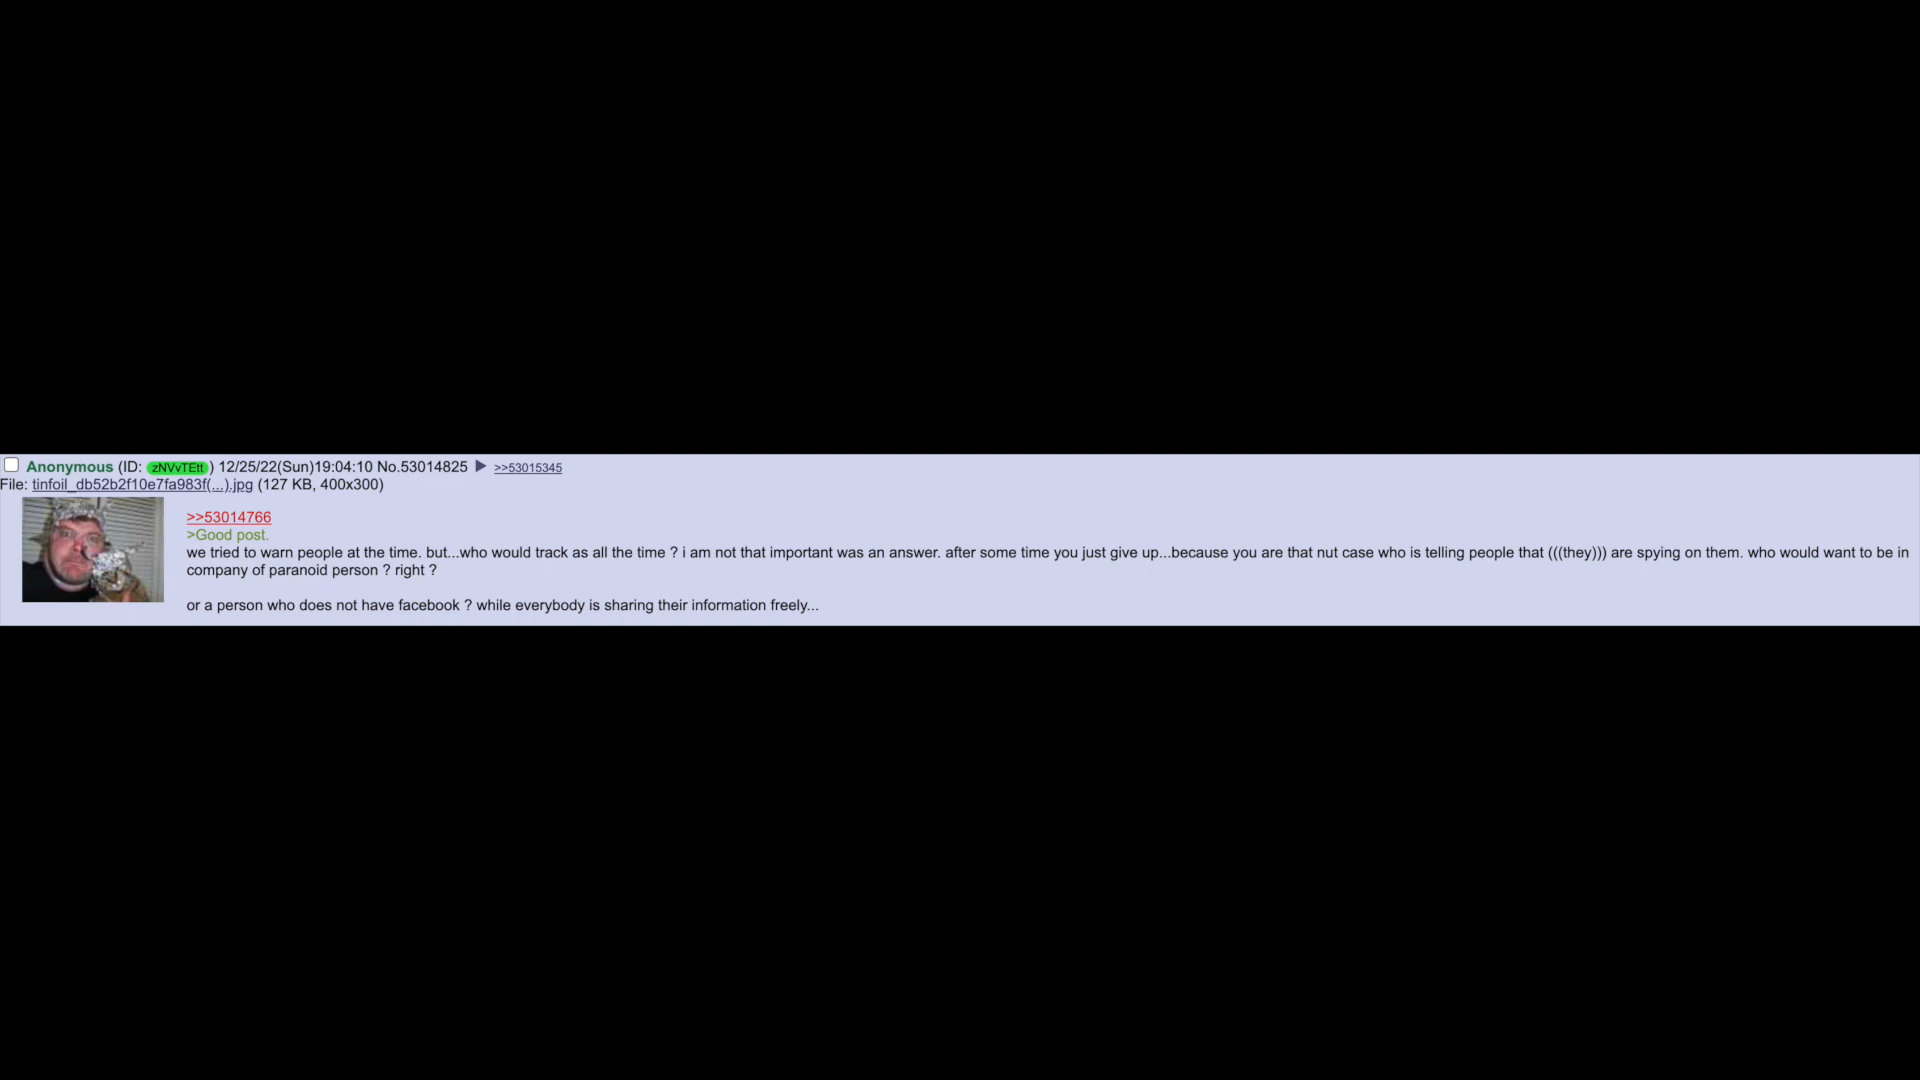 Anonymous (ID: zNVvTEtt) 12/25/22(Sun)19:04:10 No.53014825 ▶ >>53015345
File: tinfoil_db52b2f10e7fa983f(...).jpg (127 KB, 400x300)
>>53014766
>Good post.
we tried to warn people at the time. but...who would track as all the time ? i am not that important was an answer. after some time you just give up...because you are that nut case who is telling people that (((they))) are spying on them. who would want to be in
company of paranoid person ? right ?
or a person who does not have facebook ? while everybody is sharing their information freely...